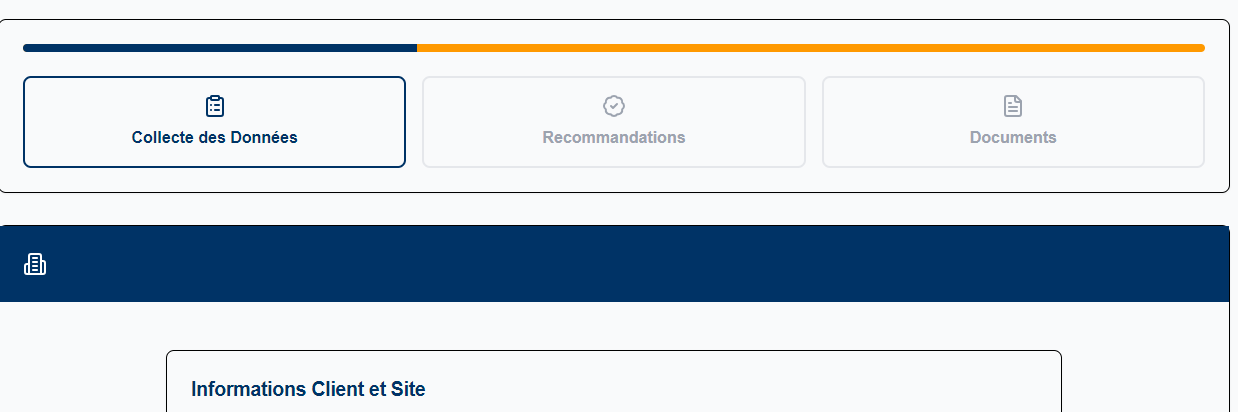 Collecte des Données
Recommandations
Documents
Informations Client et Site